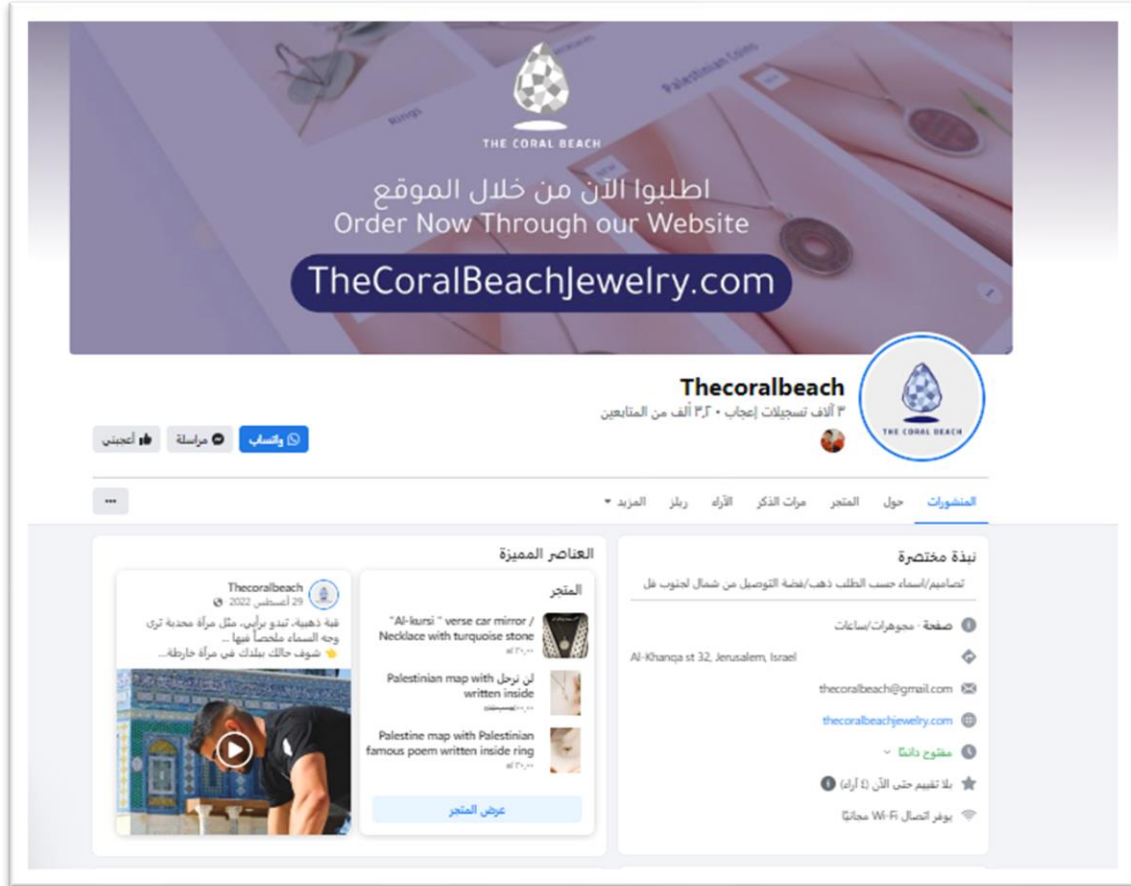 Rings
Palestinian Coins
NEW
NEW
THE CORAL BEACH
اطلبوا الآن من خلال الموقع
Order Now Through our Website
TheCoralBeachJewelry.com
THE CORAL BEACH
Thecoralbeach
٣ آلاف تسجيلات إعجاب • ٣,٢ ألف من المتابعين
واتساب
مراسلة
أعجبني
المنشورات
حول
المتجر
مرات الذكر
الآراء
ريلز
المزيد
نبذة مختصرة
تصاميم/اسماء حسب الطلب ذهب/فضة التوصيل من شمال لجنوب فل
صفحة · مجوهرات/ساعات
Al-Khanqa st 32, Jerusalem, Israel
thecoralbeach@gmail.com
thecoralbeachjewelry.com
مفتوح دائمًا
بلا تقييم حتى الآن (٤ آراء)
يوفر اتصال Wi-Fi مجانيًا
العناصر المميزة
المتجر
"Al-kursi " verse car mirror /
Necklace with turquoise stone
Palestinian map with لن نرحل
written inside
Palestine map with Palestinian
famous poem written inside ring
عرض المتجر
Thecoralbeach
29 أغسطس 2022
قبة ذهبية، تبدو برأيي، مثل مرآة محدبة ترى
وجه السماء ملخصاً فيها ...
شوف حالك ببلدك في مرآة خارطة...